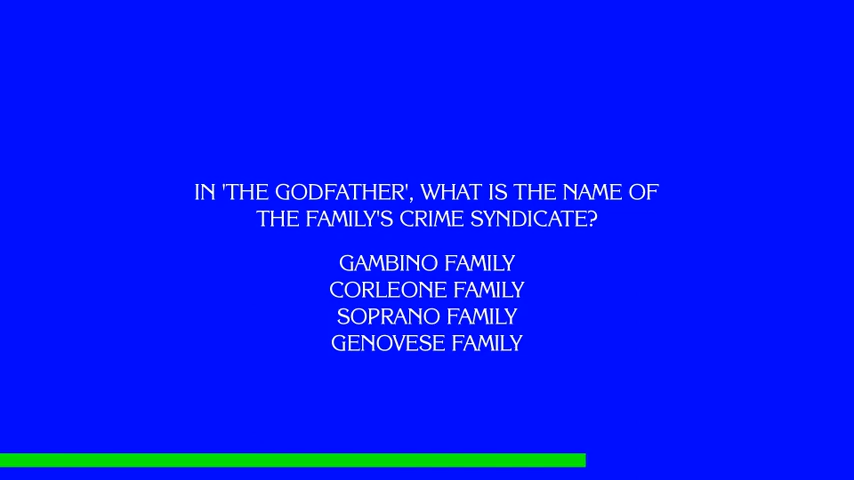 IN 'THE GODFATHER', WHAT IS THE NAME OF
THE FAMILY'S CRIME SYNDICATE?
GAMBINO FAMILY
CORLEONE FAMILY
SOPRANO FAMILY
GENOVESE FAMILY